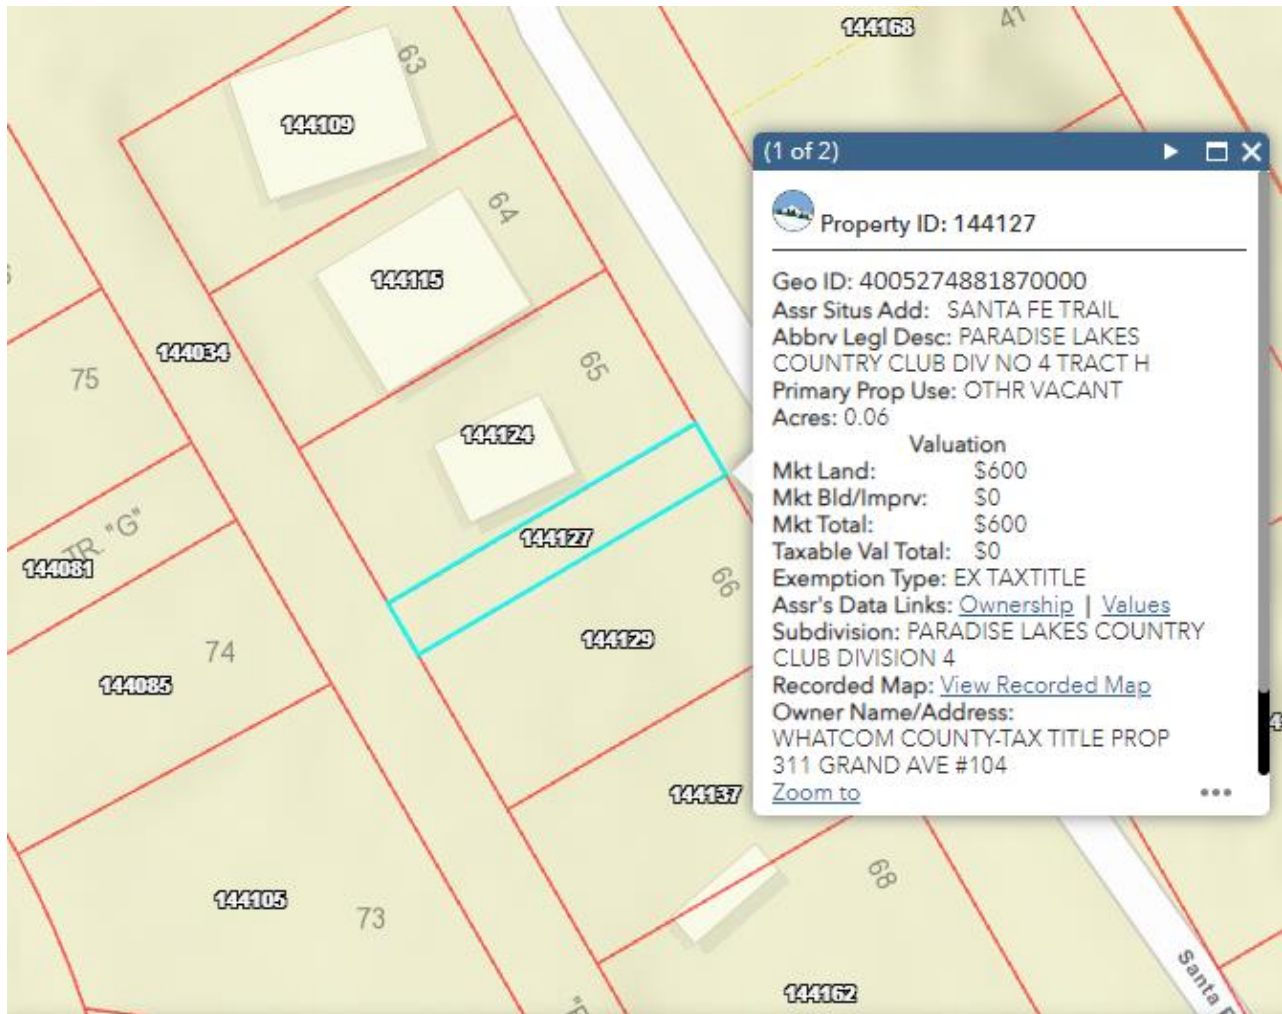 144168
41
63
144109
64
144115
144034
65
75
144124
144127
TR. "G"
144081
66
144129
74
144085
144137
68
144105
73
144162
Santa
(1 of 2)
Property ID: 144127
Geo ID: 4005274881870000
Assr Situs Add: SANTA FE TRAIL
Abbrv Legl Desc: PARADISE LAKES
COUNTRY CLUB DIV NO 4 TRACT H
Primary Prop Use: OTHR VACANT
Acres: 0.06
Valuation
Mkt Land: $600
Mkt Bld/Imprv: $0
Mkt Total: $600
Taxable Val Total: $0
Exemption Type: EX TAXTITLE
Assr's Data Links: Ownership | Values
Subdivision: PARADISE LAKES COUNTRY
CLUB DIVISION 4
Recorded Map: View Recorded Map
Owner Name/Address:
WHATCOM COUNTY-TAX TITLE PROP
311 GRAND AVE #104
Zoom to